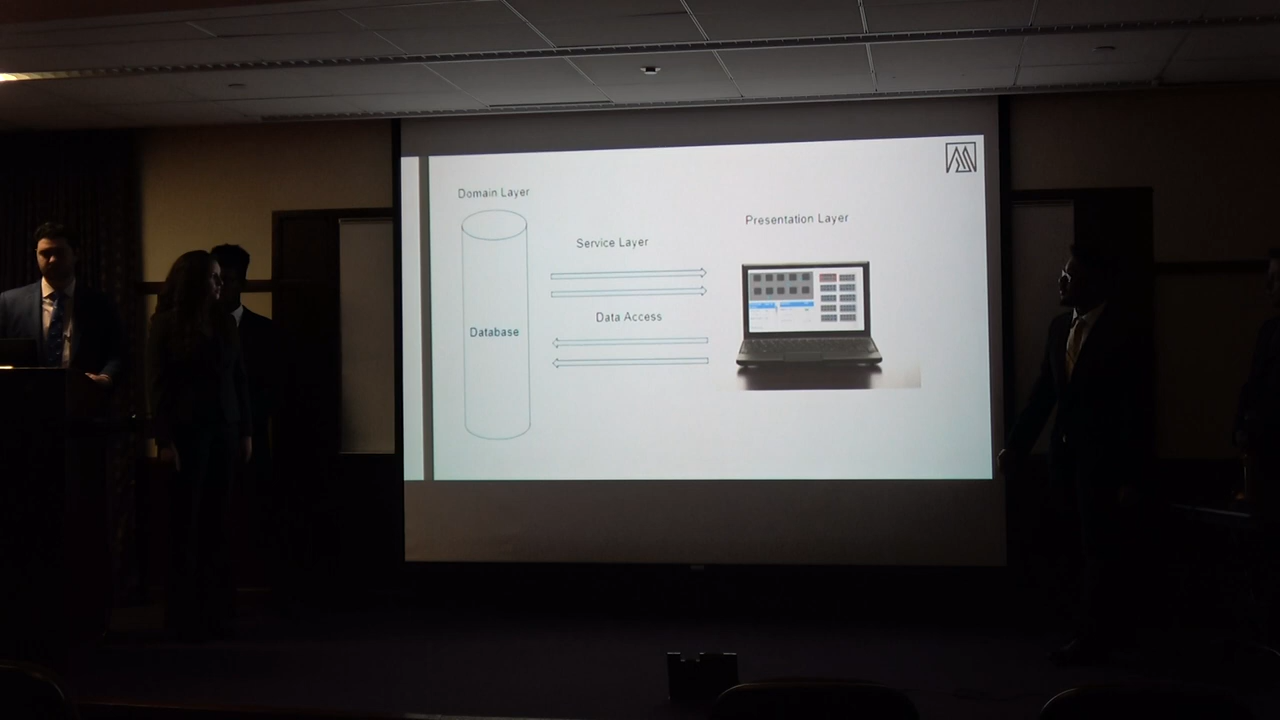 Domain Layer
Presentation Layer
Service Layer
Data Access
Database